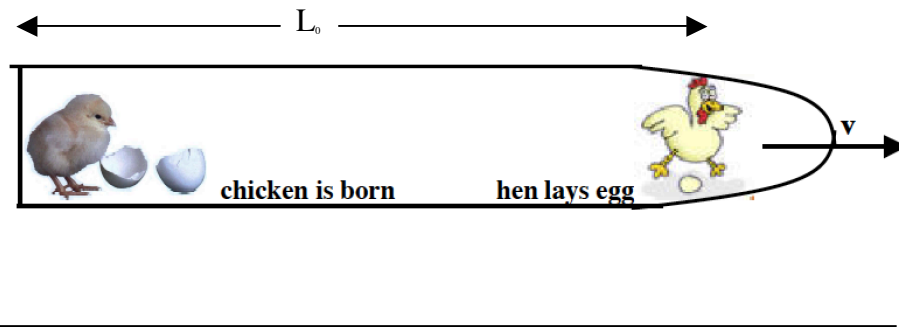 L₀
v
chicken is born hen lays egg